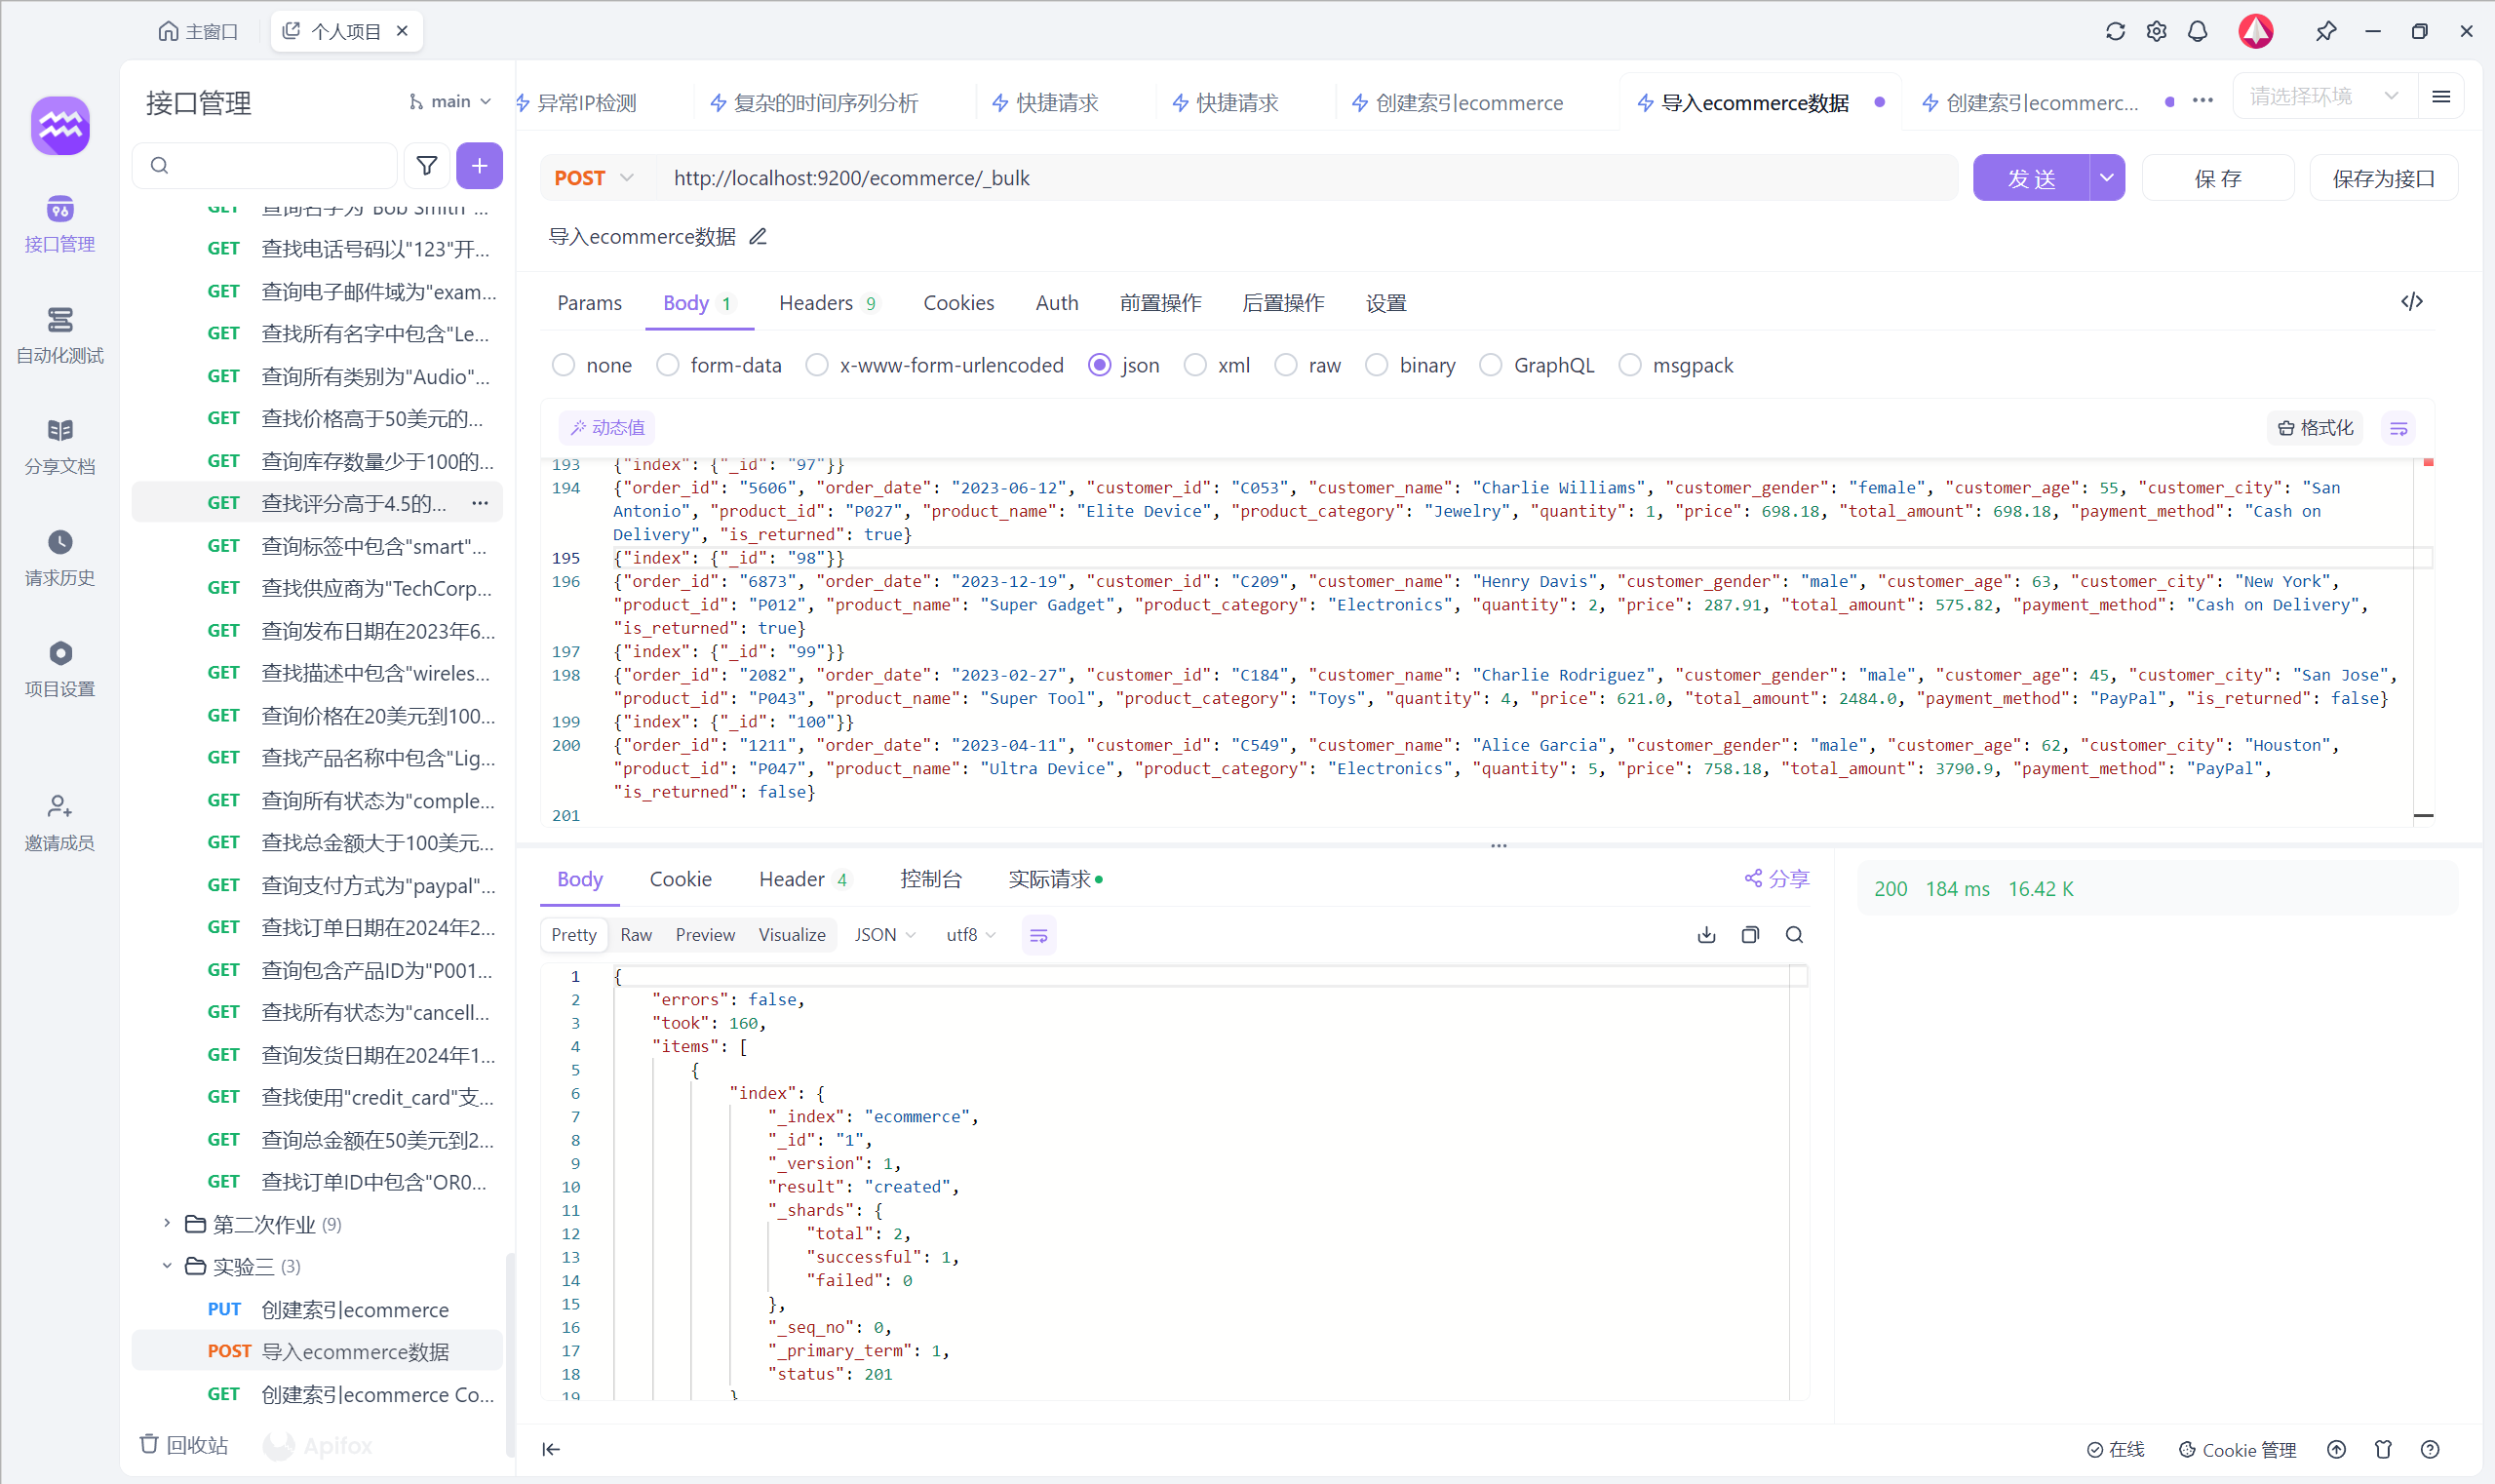 主窗口
个人项目
接口管理
自动化测试
分享文档
请求历史
项目设置
邀请成员
接口管理
main
GET 查询名字为"Bob Smith"...
GET 查找电话号码以"123"开...
GET 查询电子邮件域为"exam...
GET 查找所有名字中包含"Le...
GET 查询所有类别为"Audio"...
GET 查找价格高于50美元的...
GET 查询库存数量少于100的...
GET 查找评分高于4.5的...
GET 查询标签中包含"smart"...
GET 查找供应商为"TechCorp...
GET 查询发布日期在2023年6...
GET 查找描述中包含"wireles...
GET 查询价格在20美元到100...
GET 查找产品名称中包含"Lig...
GET 查询所有状态为"comple...
GET 查找总金额大于100美元...
GET 查询支付方式为"paypal"...
GET 查找订单日期在2024年2...
GET 查询包含产品ID为"P001...
GET 查找所有状态为"cancell...
GET 查询发货日期在2024年1...
GET 查找使用"credit_card"支...
GET 查询总金额在50美元到2...
GET 查找订单ID中包含"OR0...
第二次作业 (9)
实验三 (3)
PUT 创建索引ecommerce
POST 导入ecommerce数据
GET 创建索引ecommerce Co...
回收站
Apifox
异常IP检测
复杂的时间序列分析
快捷请求
快捷请求
创建索引ecommerce
导入ecommerce数据
创建索引ecommerc...
请选择环境
POST http://localhost:9200/ecommerce/_bulk
发 送
保 存
保存为接口
导入ecommerce数据
Params Body 1 Headers 9 Cookies Auth 前置操作 后置操作 设置
none form-data x-www-form-urlencoded json xml raw binary GraphQL msgpack
动态值
格式化
193 {"index": {"_id": "97"}}
194 {"order_id": "5606", "order_date": "2023-06-12", "customer_id": "C053", "customer_name": "Charlie Williams", "customer_gender": "female", "customer_age": 55, "customer_city": "San
Antonio", "product_id": "P027", "product_name": "Elite Device", "product_category": "Jewelry", "quantity": 1, "price": 698.18, "total_amount": 698.18, "payment_method": "Cash on
Delivery", "is_returned": true}
195 {"index": {"_id": "98"}}
196 {"order_id": "6873", "order_date": "2023-12-19", "customer_id": "C209", "customer_name": "Henry Davis", "customer_gender": "male", "customer_age": 63, "customer_city": "New York",
"product_id": "P012", "product_name": "Super Gadget", "product_category": "Electronics", "quantity": 2, "price": 287.91, "total_amount": 575.82, "payment_method": "Cash on Delivery",
"is_returned": true}
197 {"index": {"_id": "99"}}
198 {"order_id": "2082", "order_date": "2023-02-27", "customer_id": "C184", "customer_name": "Charlie Rodriguez", "customer_gender": "male", "customer_age": 45, "customer_city": "San Jose",
"product_id": "P043", "product_name": "Super Tool", "product_category": "Toys", "quantity": 4, "price": 621.0, "total_amount": 2484.0, "payment_method": "PayPal", "is_returned": false}
199 {"index": {"_id": "100"}}
200 {"order_id": "1211", "order_date": "2023-04-11", "customer_id": "C549", "customer_name": "Alice Garcia", "customer_gender": "male", "customer_age": 62, "customer_city": "Houston",
"product_id": "P047", "product_name": "Ultra Device", "product_category": "Electronics", "quantity": 5, "price": 758.18, "total_amount": 3790.9, "payment_method": "PayPal",
"is_returned": false}
201
Body Cookie Header 4 控制台 实际请求
分享
200 184 ms 16.42 K
Pretty Raw Preview Visualize JSON utf8
1 {
2 "errors": false,
3 "took": 160,
4 "items": [
5 {
6 "index": {
7 "_index": "ecommerce",
8 "_id": "1",
9 "_version": 1,
10 "result": "created",
11 "_shards": {
12 "total": 2,
13 "successful": 1,
14 "failed": 0
15 },
16 "_seq_no": 0,
17 "_primary_term": 1,
18 "status": 201
19 }
在线
Cookie 管理